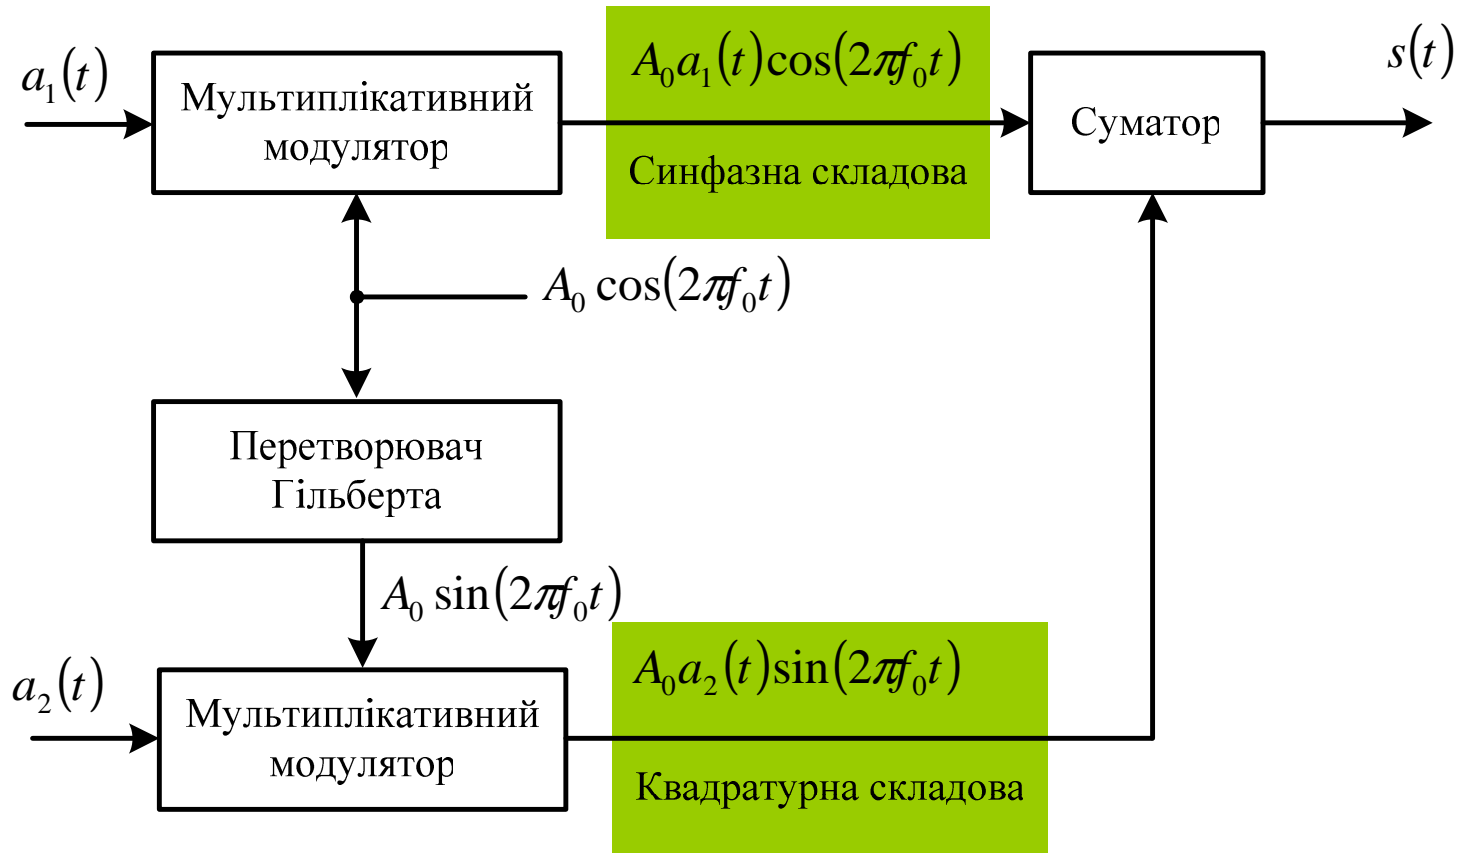 a₁(t)
Мультиплікативний
модулятор
A₀a₁(t)cos(2πf₀t)
Синфазна складова
Суматор
s(t)
A₀ cos(2πf₀t)
Перетворювач
Гільберта
A₀ sin(2πf₀t)
a₂(t)
Мультиплікативний
модулятор
A₀a₂(t)sin(2πf₀t)
Квадратурна складова